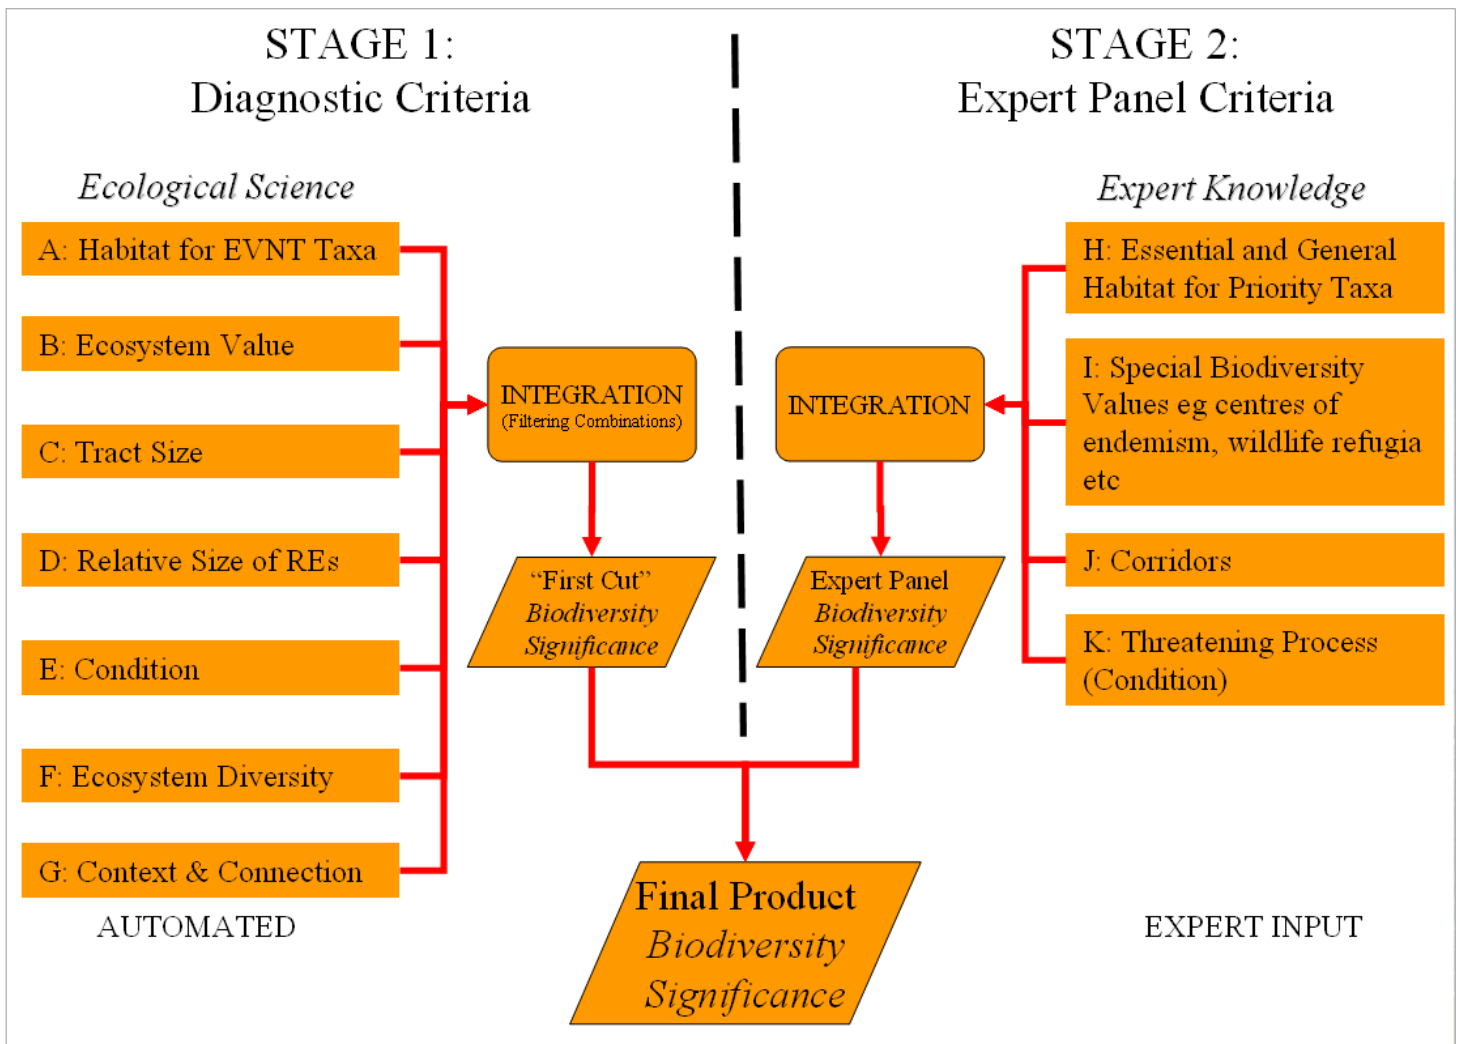 STAGE 1:
Diagnostic Criteria
Ecological Science
A: Habitat for EVNT Taxa
B: Ecosystem Value
C: Tract Size
D: Relative Size of REs
E: Condition
F: Ecosystem Diversity
G: Context & Connection
AUTOMATED
INTEGRATION
(Filtering Combinations)
“First Cut”
Biodiversity
Significance
STAGE 2:
Expert Panel Criteria
Expert Knowledge
H: Essential and General
Habitat for Priority Taxa
I: Special Biodiversity
Values eg centres of
endemism, wildlife refugia
etc
J: Corridors
K: Threatening Process
(Condition)
EXPERT INPUT
INTEGRATION
Expert Panel
Biodiversity
Significance
Final Product
Biodiversity
Significance